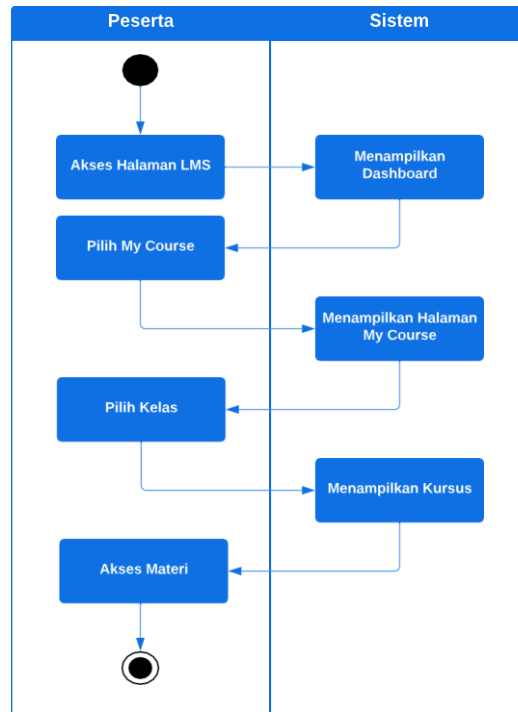 Peserta
Sistem
Akses Halaman LMS
Menampilkan
Dashboard
Pilih My Course
Menampilkan Halaman
My Course
Pilih Kelas
Menampilkan Kursus
Akses Materi